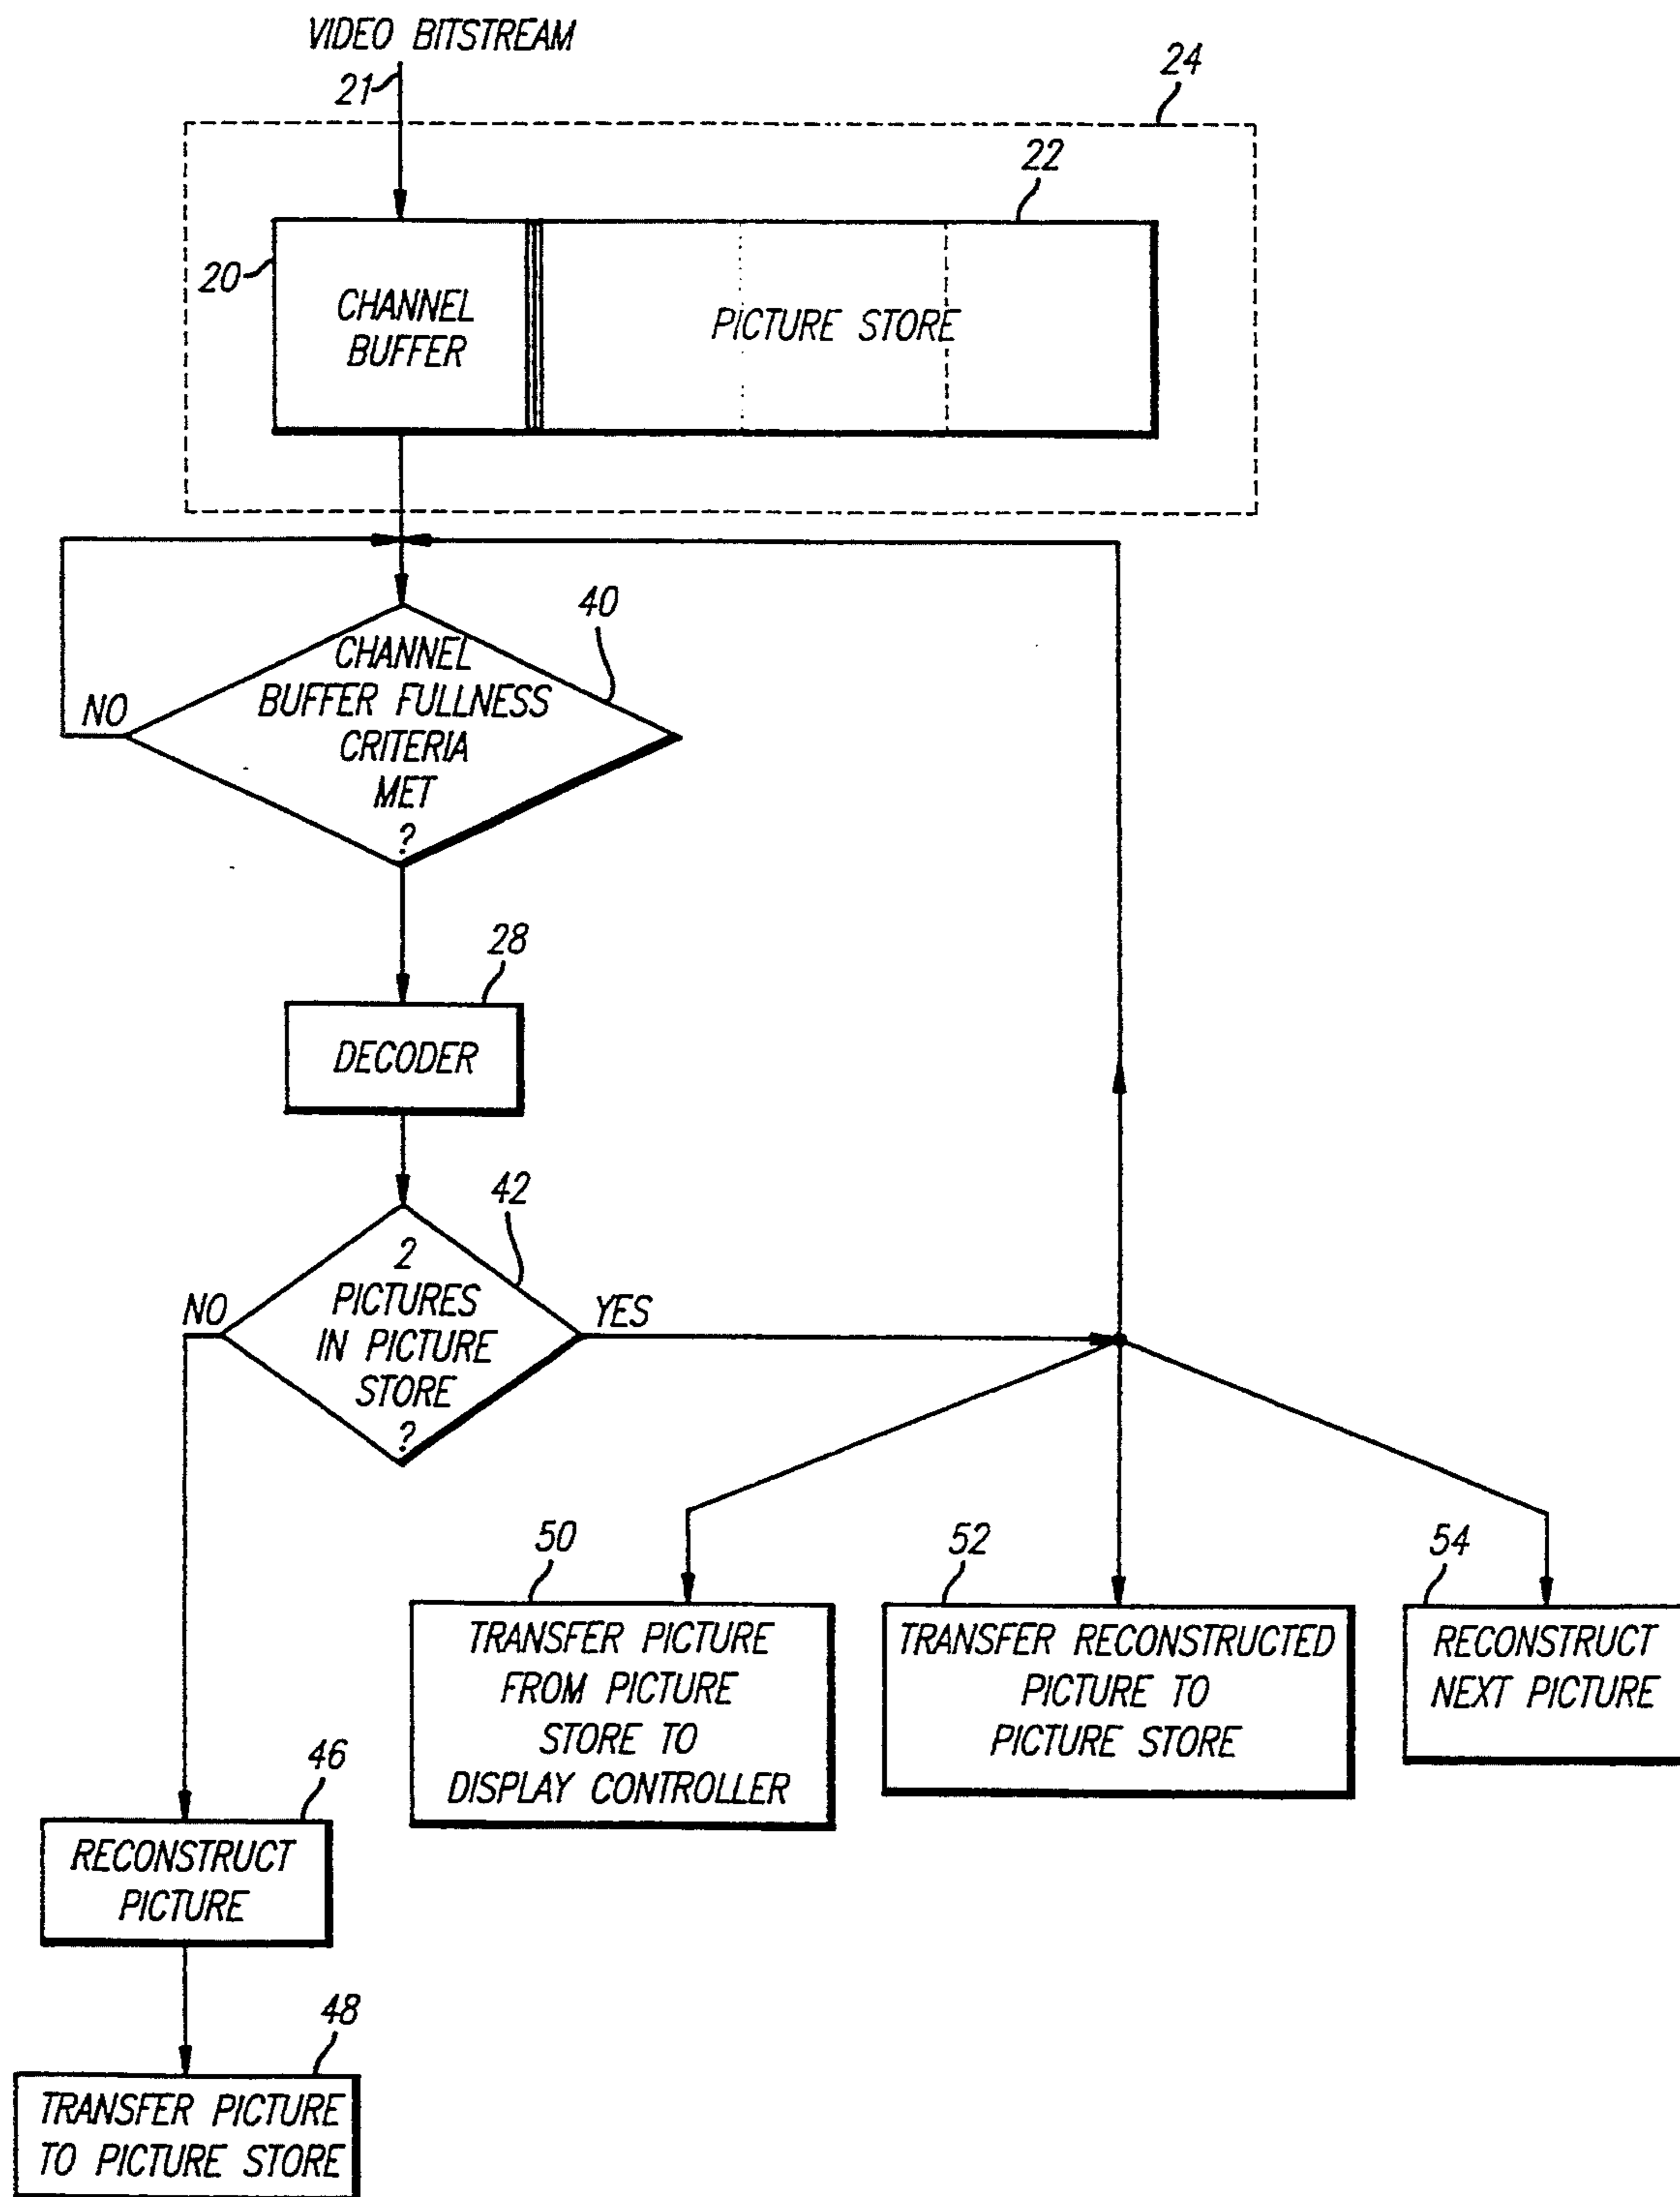 VIDEO BITSTREAM
21
24
22
20
CHANNEL
BUFFER
PICTURE STORE
40
CHANNEL
BUFFER FULLNESS
CRITERIA
MET
?
NO
28
DECODER
42
2
PICTURES
IN PICTURE
STORE
?
NO
YES
50
TRANSFER PICTURE
FROM PICTURE
STORE TO
DISPLAY CONTROLLER
52
TRANSFER RECONSTRUCTED
PICTURE TO
PICTURE STORE
54
RECONSTRUCT
NEXT PICTURE
46
RECONSTRUCT
PICTURE
48
TRANSFER PICTURE
TO PICTURE STORE